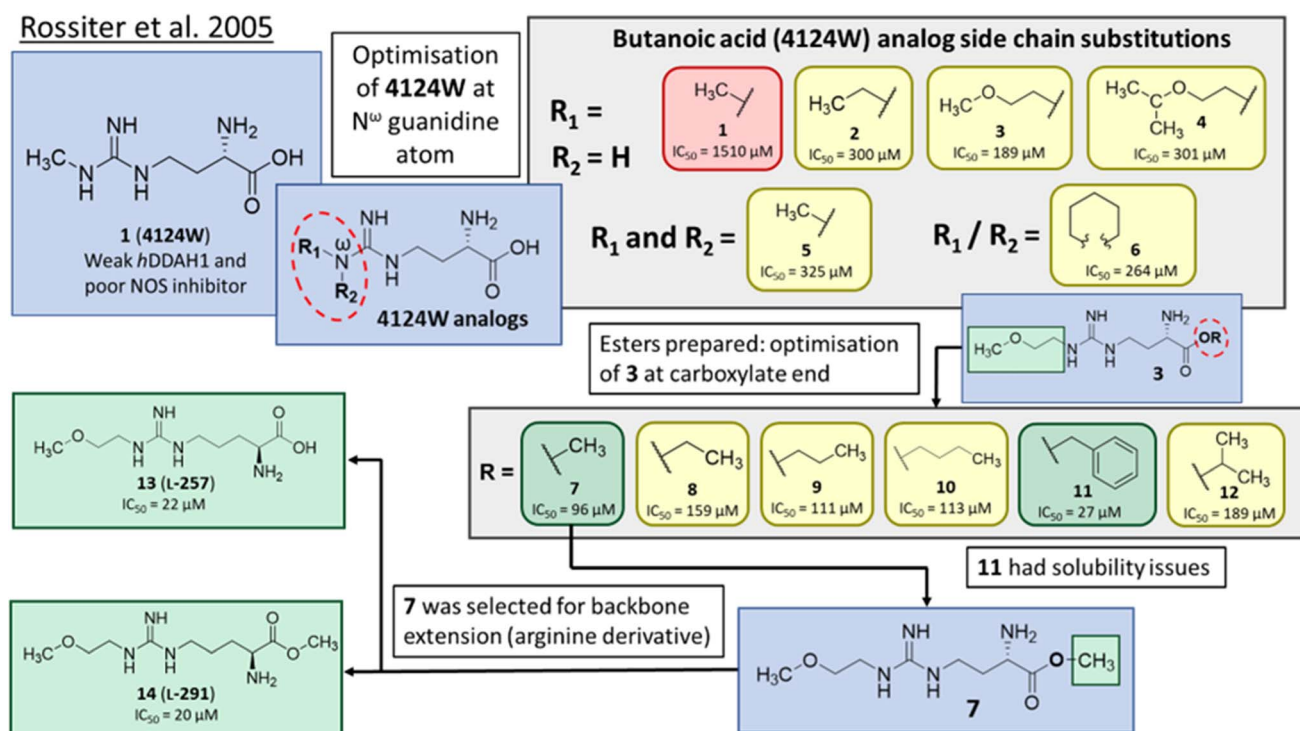 Rossiter et al. 2005
NH
NH2
H3C
N
H
N
H
OH
O
1 (4124W)
Weak hDDAH1 and
poor NOS inhibitor
Optimisation
of 4124W at
Nω guanidine
atom
NH
NH2
ω
R1
N
R2
N
H
OH
O
4124W analogs
Butanoic acid (4124W) analog side chain substitutions
R1 =
R2 = H
H3C
1
IC50 = 1510 µM
H3C
2
IC50 = 300 µM
H3C
O
3
IC50 = 189 µM
H3C
O
CH3
4
IC50 = 301 µM
R1 and R2 =
H3C
5
IC50 = 325 µM
R1 / R2 =
6
IC50 = 264 µM
Esters prepared: optimisation
of 3 at carboxylate end
NH
NH2
H3C
O
N
H
N
H
OR
O
3
R =
CH3
7
IC50 = 96 µM
CH3
8
IC50 = 159 µM
CH3
9
IC50 = 111 µM
CH3
10
IC50 = 113 µM
11
IC50 = 27 µM
CH3
CH3
12
IC50 = 189 µM
11 had solubility issues
NH
O
H3C
O
N
H
N
H
OH
NH2
13 (L-257)
IC50 = 22 µM
7 was selected for backbone
extension (arginine derivative)
NH
O
H3C
O
N
H
N
H
O
CH3
NH2
14 (L-291)
IC50 = 20 µM
NH
NH2
H3C
O
N
H
N
H
O
CH3
O
7